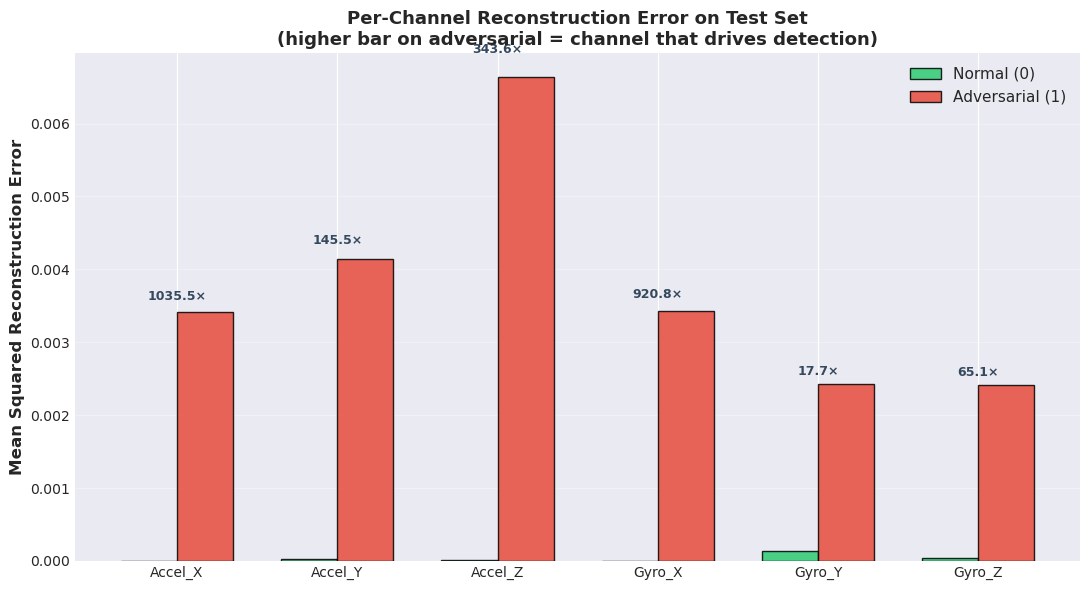 Per-Channel Reconstruction Error on Test Set
(higher bar on adversarial = channel that drives detection)
343.6×
Normal (0)
Adversarial (1)
0.006
0.005
145.5×
0.004
1035.5×
920.8×
0.003
17.7×
65.1×
0.002
0.001
0.000
Mean Squared Reconstruction Error
Accel_X
Accel_Y
Accel_Z
Gyro_X
Gyro_Y
Gyro_Z